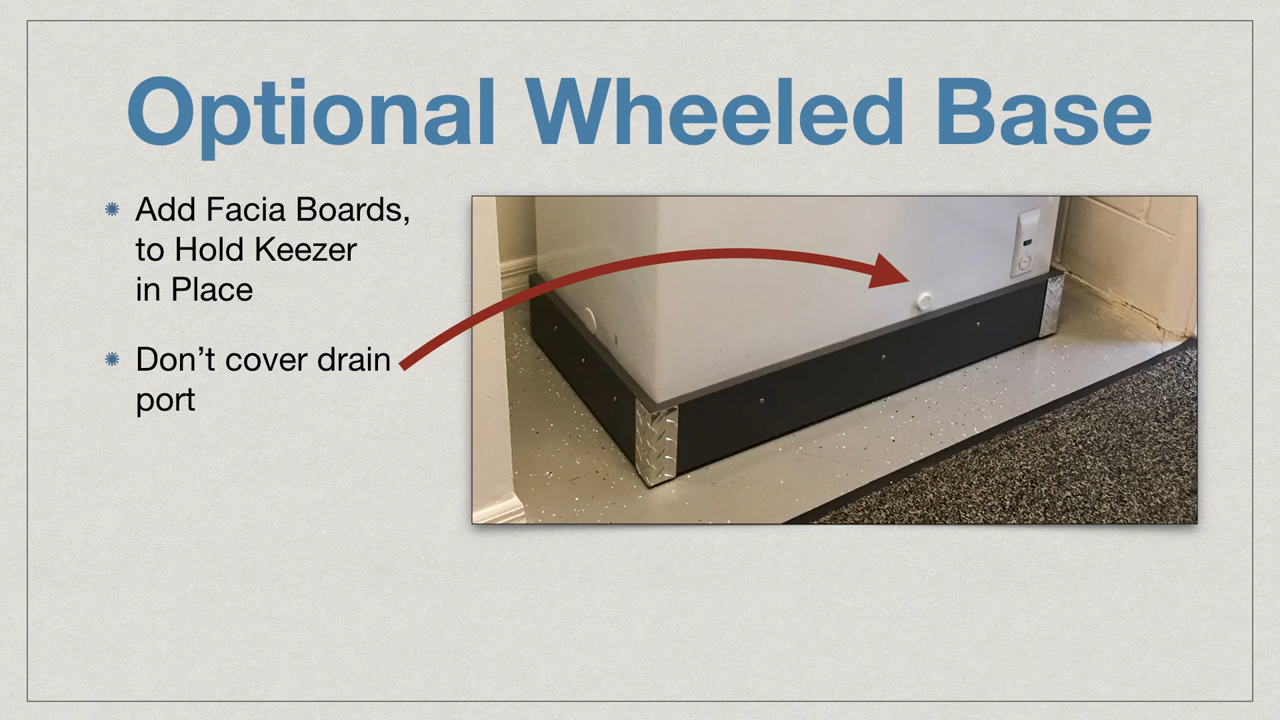 Optional Wheeled Base
Add Facia Boards,
to Hold Keezer
in Place
Don’t cover drain
port